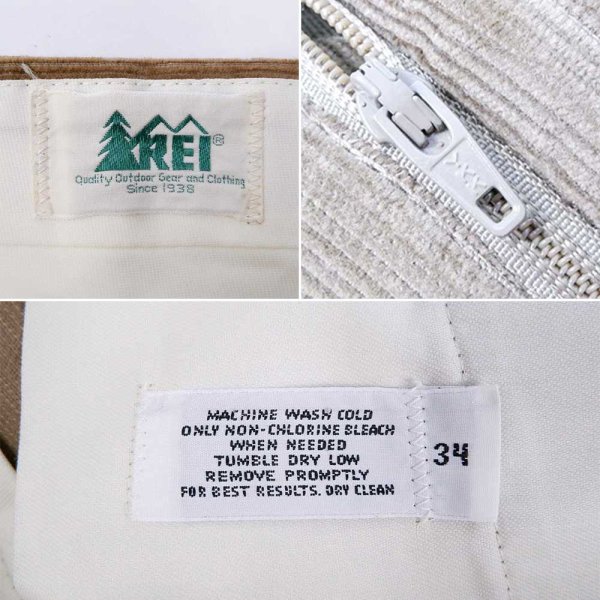 REI®
Quality Outdoor Gear and Clothing
Since 1938
YKK
MACHINE WASH COLD
ONLY NON-CHLORINE BLEACH
WHEN NEEDED
TUMBLE DRY LOW
REMOVE PROMPTLY
FOR BEST RESULTS, DRY CLEAN
34